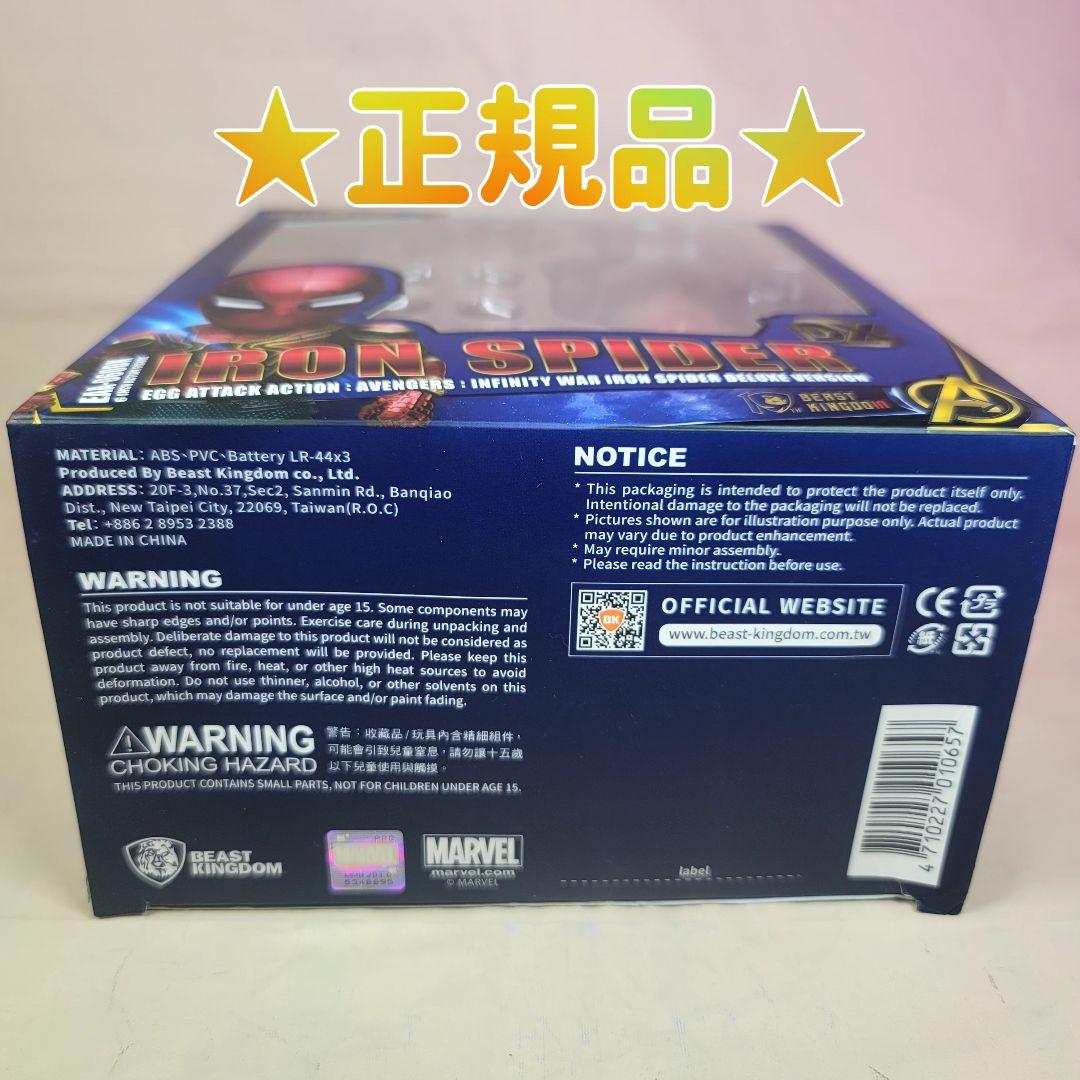 ★正規品★
IRON SPIDER
DX
EGG ATTACK ACTION : AVENGERS : INFINITY WAR IRON SPIDER DELUXE VERSION
BEAST
KINGDOM
MATERIAL: ABS、PVC、Battery LR-44x3
Produced By Beast Kingdom co., Ltd.
ADDRESS: 20F-3,No.37,Sec2, Sanmin Rd., Banqiao
Dist., New Taipei City, 22069, Taiwan(R.O.C)
Tel: +886 2 8953 2388
MADE IN CHINA
WARNING
This product is not suitable for under age 15. Some components may
have sharp edges and/or points. Exercise care during unpacking and
assembly. Deliberate damage to this product will not be considered as
product defect, no replacement will be provided. Please keep this
product away from fire, heat, or other high heat sources to avoid
deformation. Do not use thinner, alcohol, or other solvents on this
product, which may damage the surface and/or paint fading.
WARNING
CHOKING HAZARD
警告：收藏品/玩具內含精細組件，
可能會引致兒童窒息，請勿讓十五歲
以下兒童使用與觸摸。
THIS PRODUCT CONTAINS SMALL PARTS, NOT FOR CHILDREN UNDER AGE 15.
BEAST
KINGDOM
MARVEL
marvel.com
© MARVEL
NOTICE
* This packaging is intended to protect the product itself only.
Intentional damage to the packaging will not be replaced.
* Pictures shown are for illustration purpose only. Actual product
may vary due to product enhancement.
* May require minor assembly.
* Please read the instruction before use.
BK
OFFICIAL WEBSITE
www.beast-kingdom.com.tw
CE
プラ
紙
label
4 710227 010657